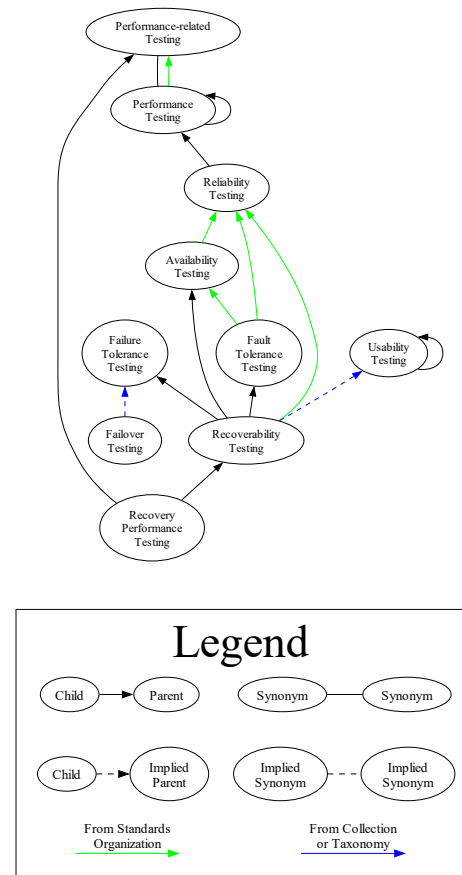 Performance-related
Testing
Performance
Testing
Reliability
Testing
Availability
Testing
Failure
Tolerance
Testing
Fault
Tolerance
Testing
Usability
Testing
Failover
Testing
Recoverability
Testing
Recovery
Performance
Testing
Legend
Child
Parent
Synonym
Synonym
Child
Implied
Parent
Implied
Synonym
Implied
Synonym
From Standards
Organization
From Collection
or Taxonomy